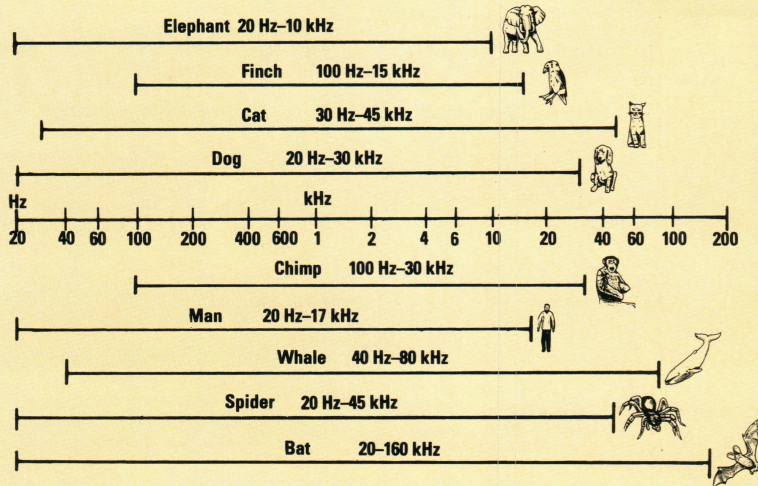 Elephant 20 Hz–10 kHz
Finch 100 Hz–15 kHz
Cat 30 Hz–45 kHz
Dog 20 Hz–30 kHz
Hz kHz
20 40 60 100 200 400 600 1 2 4 6 10 20 40 60 100 200
Chimp 100 Hz–30 kHz
Man 20 Hz–17 kHz
Whale 40 Hz–80 kHz
Spider 20 Hz–45 kHz
Bat 20–160 kHz